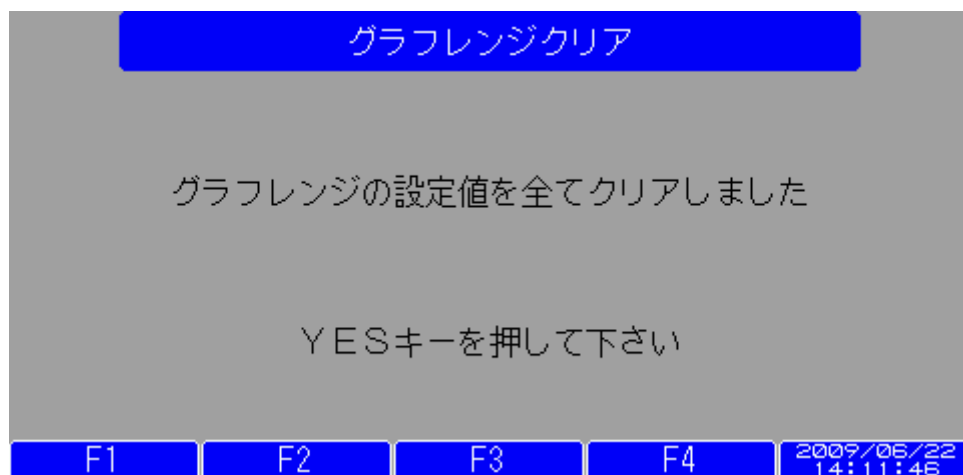 グラフレンジクリア
グラフレンジの設定値を全てクリアしました
ＹＥＳキーを押して下さい
F1 F2 F3 F4 2009/06/22
14:11:46